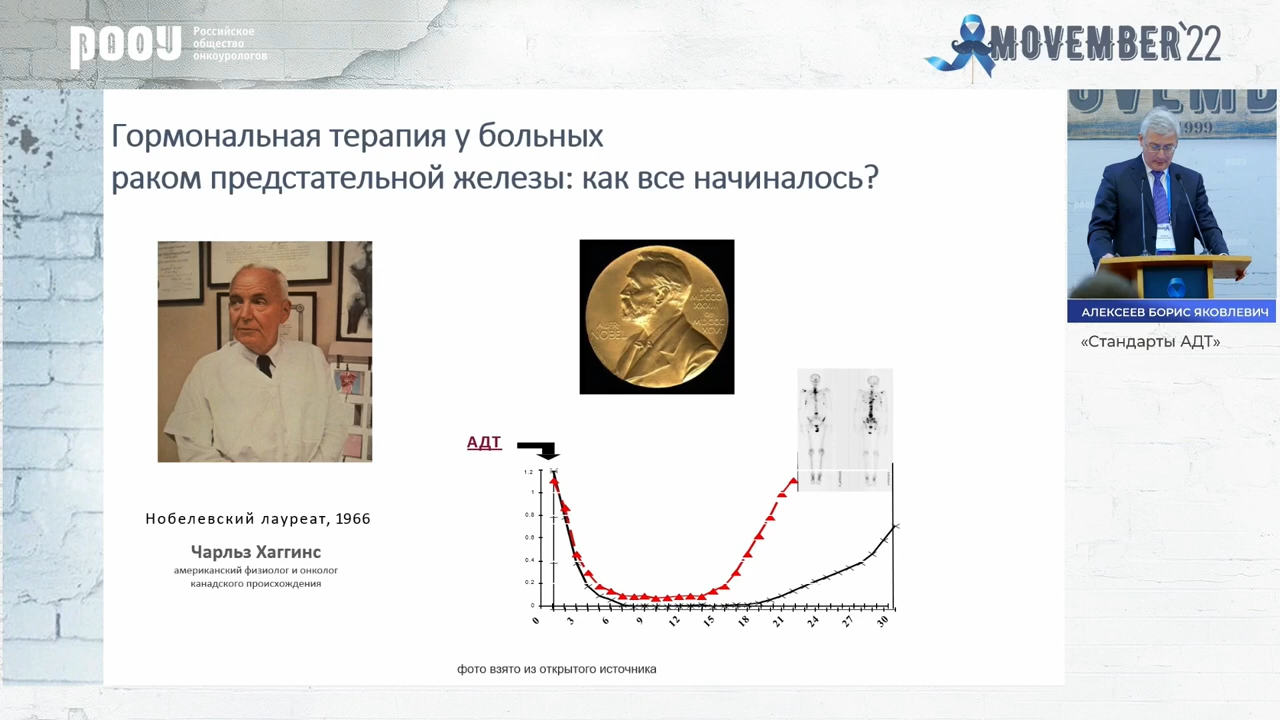 РООУ
RAOU
Российское
общество
онкоурологов
MOVEMBER'22
Гормональная терапия у больных
раком предстательной железы: как все начиналось?
1999
АЛЕКСЕЕВ БОРИС ЯКОВЛЕВИЧ
«Стандарты АДТ»
АДТ
1.2
1
0.8
0.6
0.4
0.2
0
0 3 6 9 12 15 18 21 24 27 30
Нобелевский лауреат, 1966
Чарльз Хаггинс
американский физиолог и онколог
канадского происхождения
фото взято из открытого источника